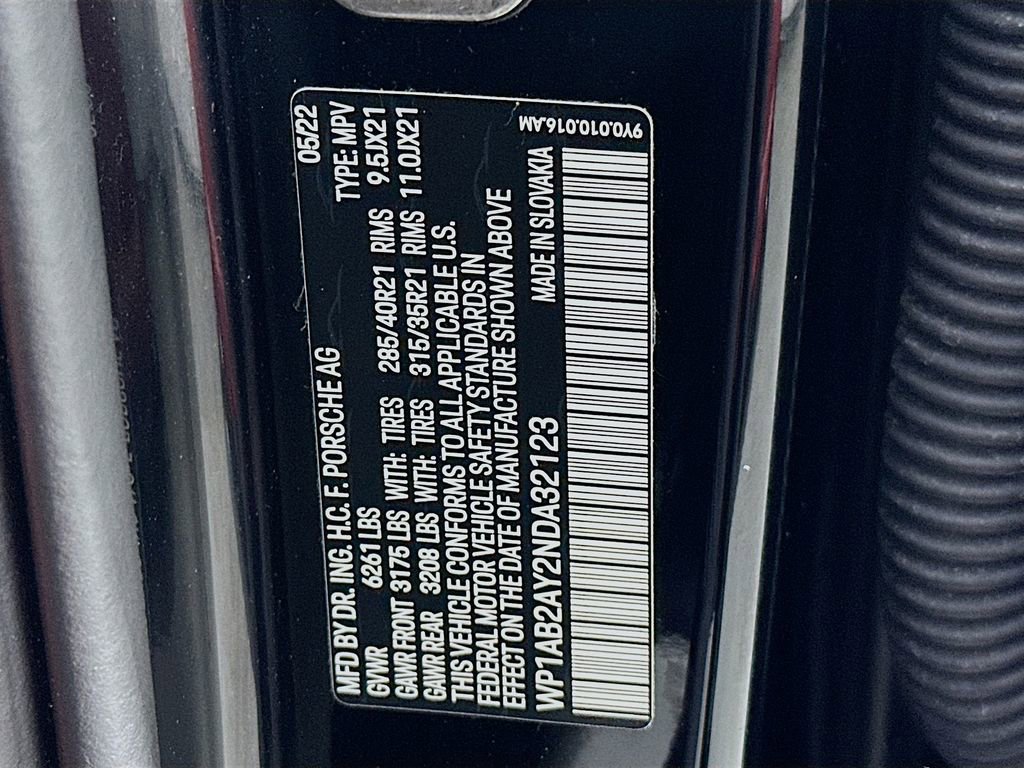 MFD BY DR. ING. H.C. F. PORSCHE AG 05/22
GVWR 6261 LBS TYPE: MPV
GAWR FRONT 3175 LBS WITH: TIRES 285/40R21 RIMS 9.5JX21
GAWR REAR 3208 LBS WITH: TIRES 315/35R21 RIMS 11.0JX21
THIS VEHICLE CONFORMS TO ALL APPLICABLE U.S.
FEDERAL MOTOR VEHICLE SAFETY STANDARDS IN
EFFECT ON THE DATE OF MANUFACTURE SHOWN ABOVE
WP1AB2AY2NDA32123 MADE IN SLOVAKIA
9Y0.010.016.AM